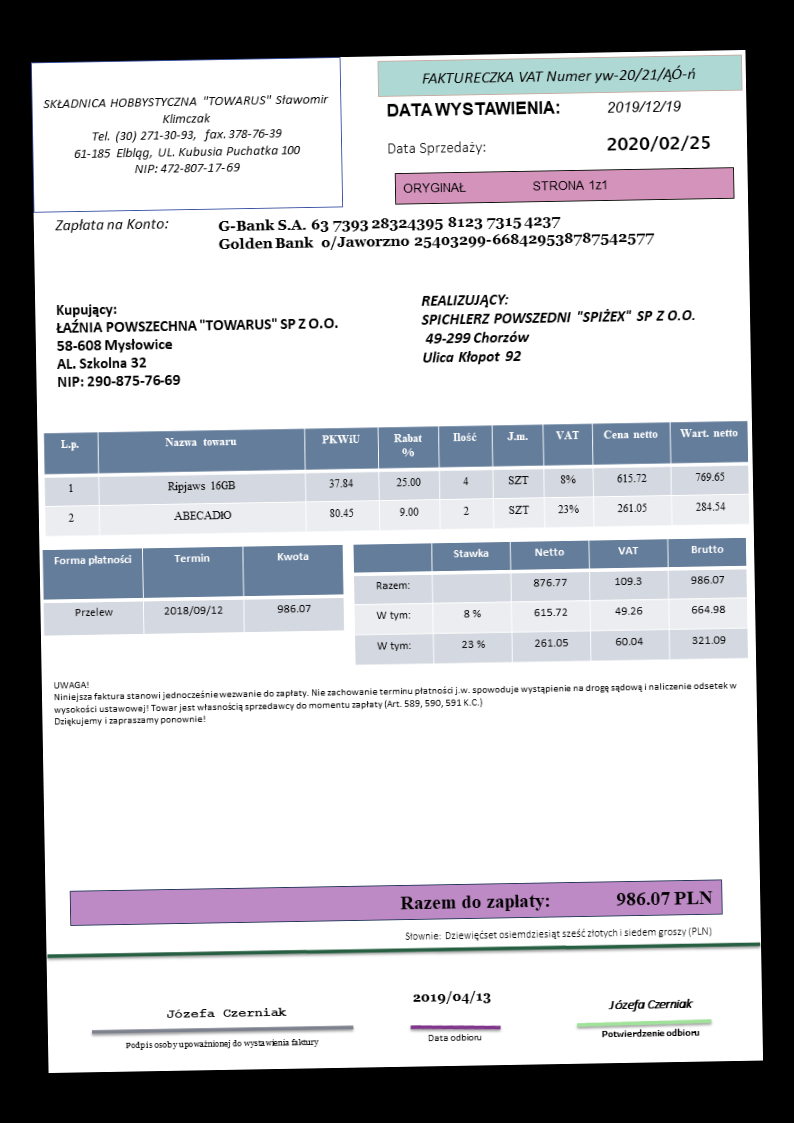 SKŁADNICA HOBBYSTYCZNA "TOWARUS" Sławomir
Klimczak
Tel. (30) 271-30-93, fax. 378-76-39
61-185 Elbląg, UL. Kubusia Puchatka 100
NIP: 472-807-17-69
FAKTURECZKA VAT Numer yw-20/21/ĄÓ-ń
DATA WYSTAWIENIA: 2019/12/19
Data Sprzedaży: 2020/02/25
ORYGINAŁ STRONA 1z1
Zapłata na Konto: G-Bank S.A. 63 7393 28324395 8123 7315 4237
Golden Bank o/Jaworzno 25403299-668429538787542577
Kupujący:
ŁAŹNIA POWSZECHNA "TOWARUS" SP Z O.O.
58-608 Mysłowice
AL. Szkolna 32
NIP: 290-875-76-69
REALIZUJĄCY:
SPICHLERZ POWSZEDNI "SPIŻEX" SP Z O.O.
49-299 Chorzów
Ulica Kłopot 92
L.p. Nazwa towaru PKWiU Rabat % Ilość J.m. VAT Cena netto Wart. netto
1 Ripjaws 16GB 37.84 25.00 4 SZT 8% 615.72 769.65
2 ABECADłO 80.45 9.00 2 SZT 23% 261.05 284.54
Forma płatności Termin Kwota
Przelew 2018/09/12 986.07
Stawka Netto VAT Brutto
Razem: 876.77 109.3 986.07
W tym: 8 % 615.72 49.26 664.98
W tym: 23 % 261.05 60.04 321.09
UWAGA!
Niniejsza faktura stanowi jednocześnie wezwanie do zapłaty. Nie zachowanie terminu płatności j.w. spowoduje wystąpienie na drogę sądową i naliczenie odsetek w
wysokości ustawowej! Towar jest własnością sprzedawcy do momentu zapłaty (Art. 589, 590, 591 K.C.)
Dziękujemy i zapraszamy ponownie!
Razem do zapłaty: 986.07 PLN
Słownie: Dziewięćset osiemdziesiąt sześć złotych i siedem groszy (PLN)
Józefa Czerniak
Podpis osoby upoważnionej do wystawienia faktury
2019/04/13
Data odbioru
Józefa Czerniak
Potwierdzenie odbioru